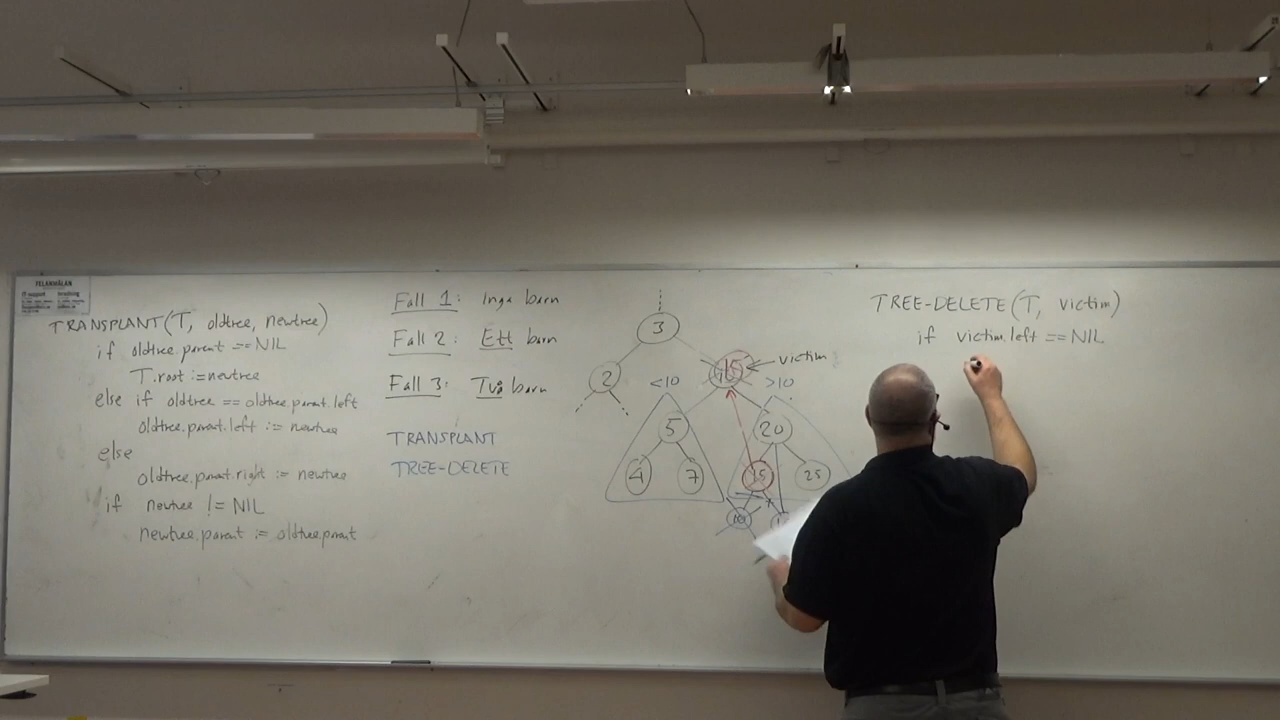 FELANMÄLAN
IT-support
TRANSPLANT(T, oldtree, newtree)
if oldtree.parent == NIL
T.root := newtree
else if oldtree == oldtree.parent.left
oldtree.parent.left := newtree
else
oldtree.parent.right := newtree
if newtree != NIL
newtree.parent := oldtree.parent
Fall 1: Inga barn
Fall 2: Ett barn
Fall 3: Två barn
TRANSPLANT
TREE-DELETE
3
2
15
victim
<10
>10
5
20
4
7
15
25
TREE-DELETE(T, victim)
if victim.left == NIL